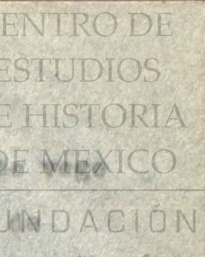 ENTRO DE
ESTUDIOS
E HISTORIA
DE MEXICO
UNDACIÓN